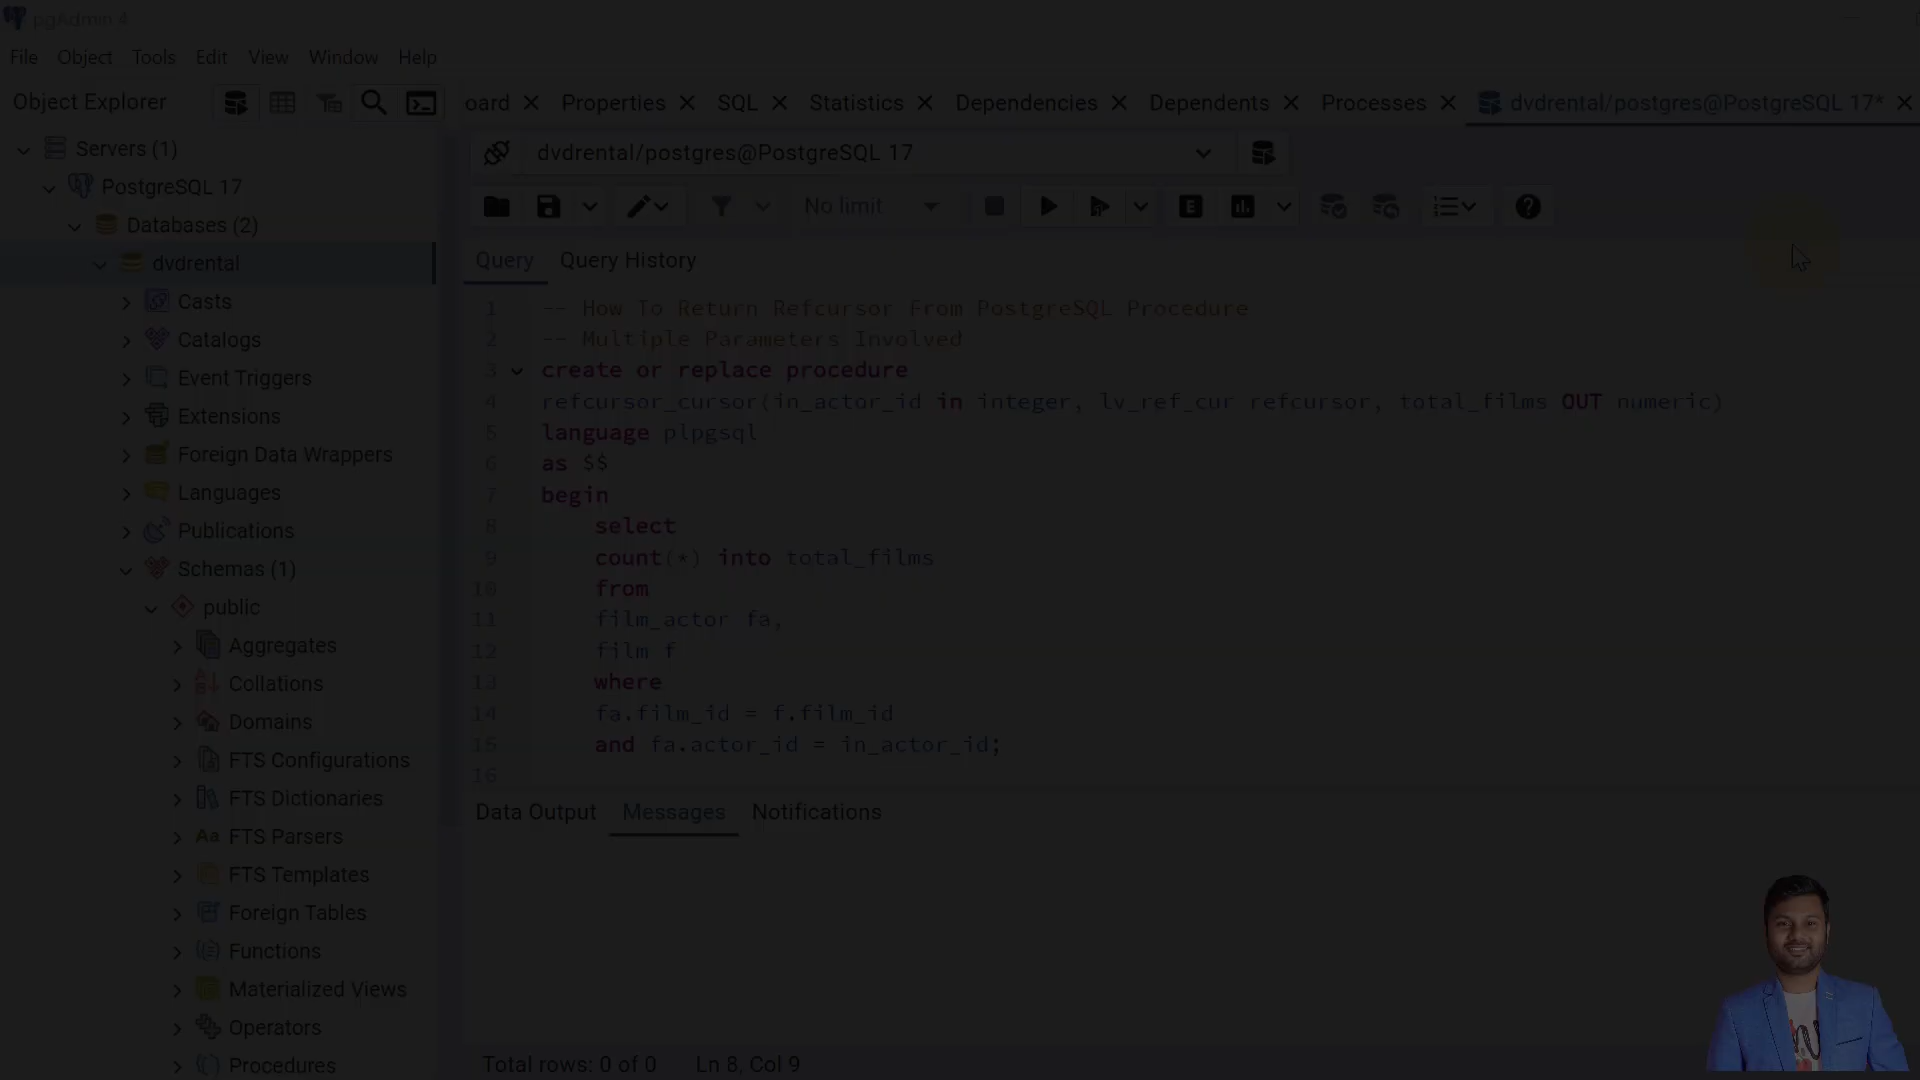 pgAdmin 4
File Object Tools Edit View Window Help
Object Explorer
oard Properties SQL Statistics Dependencies Dependents Processes dvdrental/postgres@PostgreSQL 17*
Servers (1)
PostgreSQL 17
Databases (2)
dvdrental
Casts
Catalogs
Event Triggers
Extensions
Foreign Data Wrappers
Languages
Publications
Schemas (1)
public
Aggregates
Collations
Domains
FTS Configurations
FTS Dictionaries
FTS Parsers
FTS Templates
Foreign Tables
Functions
Materialized Views
Operators
Procedures
dvdrental/postgres@PostgreSQL 17
No limit
Query Query History
1 -- How To Return Refcursor From PostgreSQL Procedure
2 -- Multiple Parameters Involved
3 create or replace procedure
4 refcursor_cursor(in_actor_id in integer, lv_ref_cur refcursor, total_films OUT numeric)
5 language plpgsql
6 as $$
7 begin
8 select
9 count(*) into total_films
10 from
11 film_actor fa,
12 film f
13 where
14 fa.film_id = f.film_id
15 and fa.actor_id = in_actor_id;
16
Data Output Messages Notifications
Total rows: 0 of 0 Ln 8, Col 9